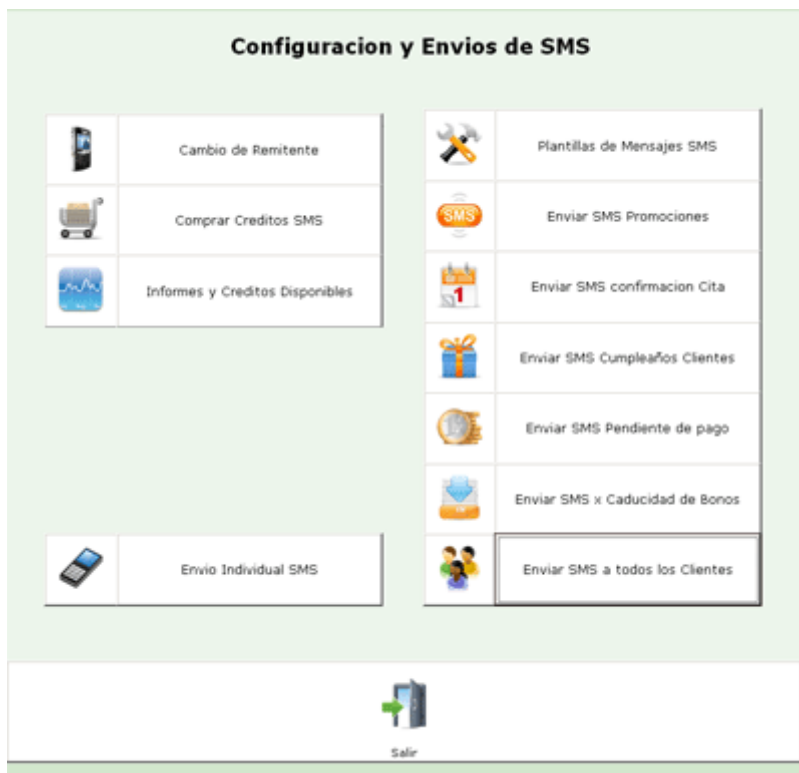 Configuracion y Envios de SMS
Cambio de Remitente
Comprar Creditos SMS
Informes y Creditos Disponibles
Envio Individual SMS
Plantillas de Mensajes SMS
SMS
Enviar SMS Promociones
1
Enviar SMS confirmacion Cita
Enviar SMS Cumpleaños Clientes
Enviar SMS Pendiente de pago
Enviar SMS x Caducidad de Bonos
Enviar SMS a todos los Clientes
Salir